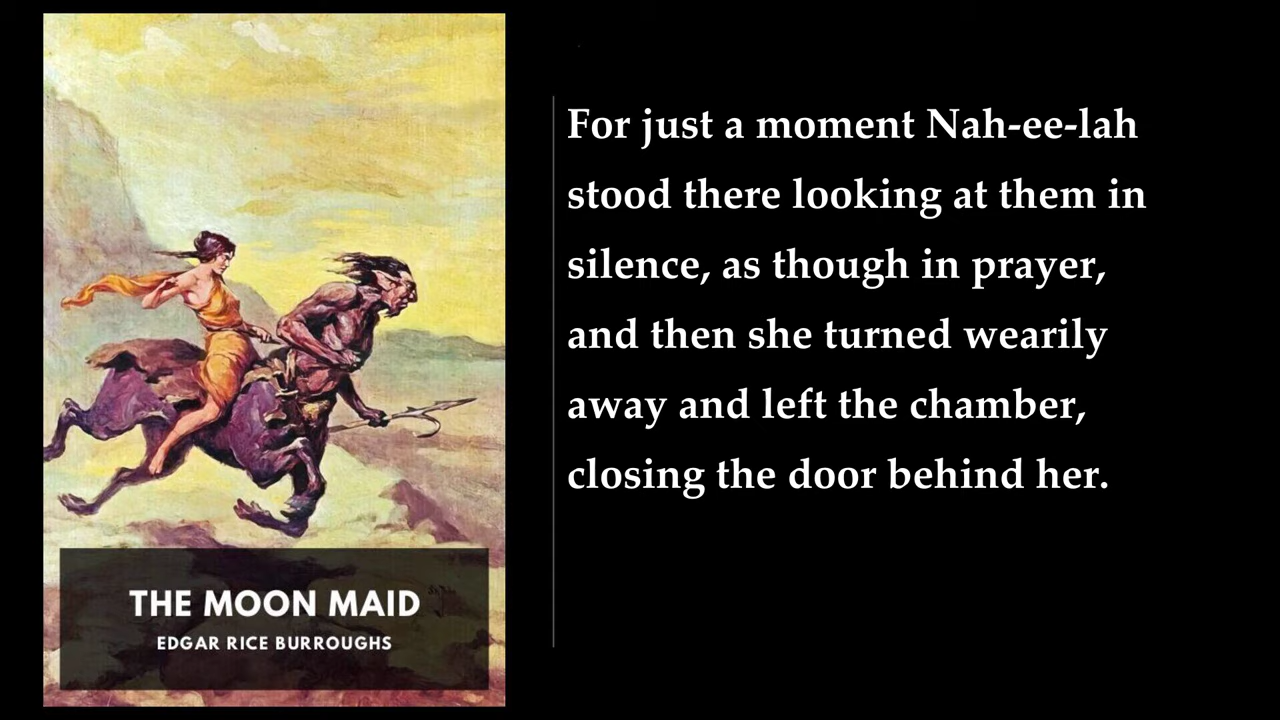 THE MOON MAID
EDGAR RICE BURROUGHS
For just a moment Nah-ee-lah
stood there looking at them in
silence, as though in prayer,
and then she turned wearily
away and left the chamber,
closing the door behind her.